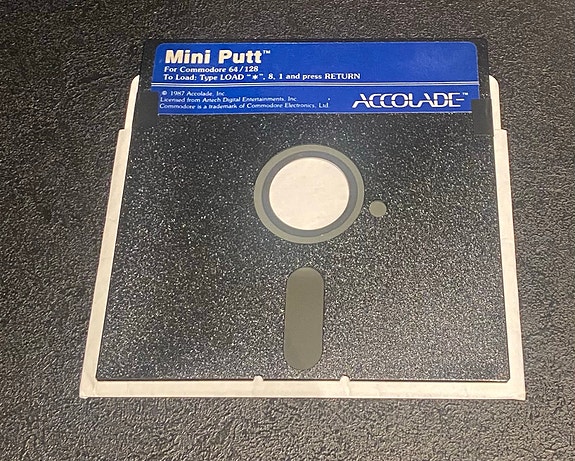 Mini Putt™
For Commodore 64/128
To Load: Type LOAD "*", 8, 1 and press RETURN
© 1987 Accolade, Inc
Licensed from Artech Digital Entertainments, Inc
Commodore is a trademark of Commodore Electronics, Ltd.
ACCOLADE™